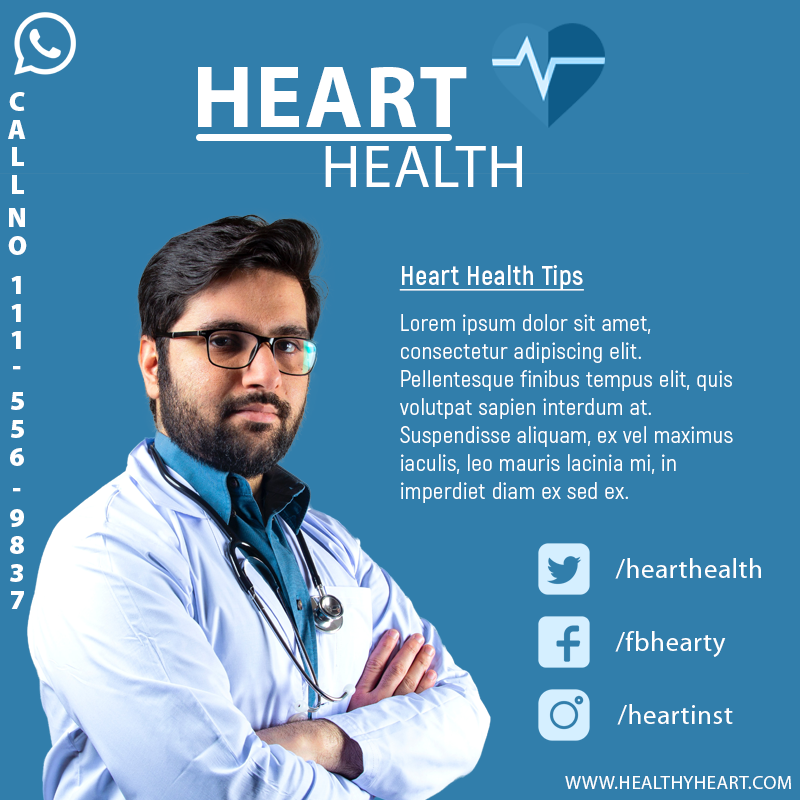 HEART
HEALTH
CALL NO 111-556-9837
Heart Health Tips
Lorem ipsum dolor sit amet,
consectetur adipiscing elit.
Pellentesque finibus tempus elit, quis
volutpat sapien interdum at.
Suspendisse aliquam, ex vel maximus
iaculis, leo mauris lacinia mi, in
imperdiet diam ex sed ex.
/hearthealth
/fbhearty
/heartinst
WWW.HEALTHYHEART.COM